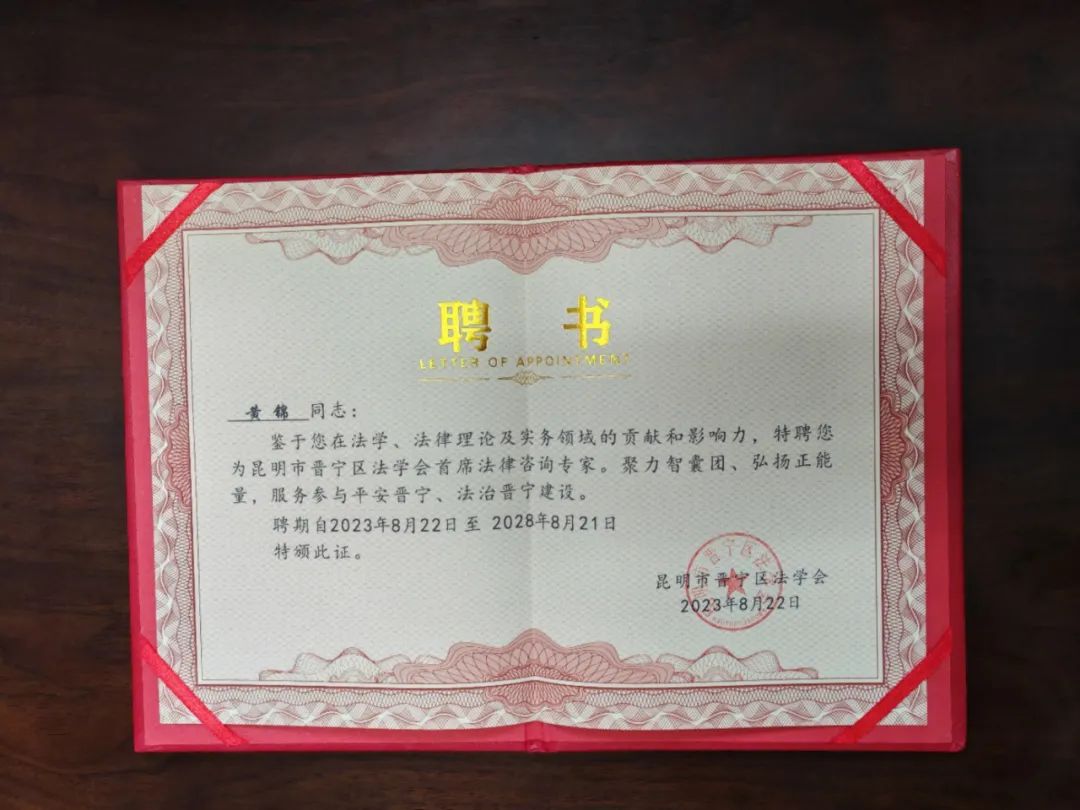 聘 书
LETTER OF APPOINTMENT
黄锦 同志：
鉴于您在法学、法律理论及实务领域的贡献和影响力，特聘您
为昆明市晋宁区法学会首席法律咨询专家。聚力智囊团、弘扬正能
量，服务参与平安晋宁、法治晋宁建设。
聘期自2023年8月22日至 2028年8月21日
特颁此证。
昆明市晋宁区法学会
2023年8月22日